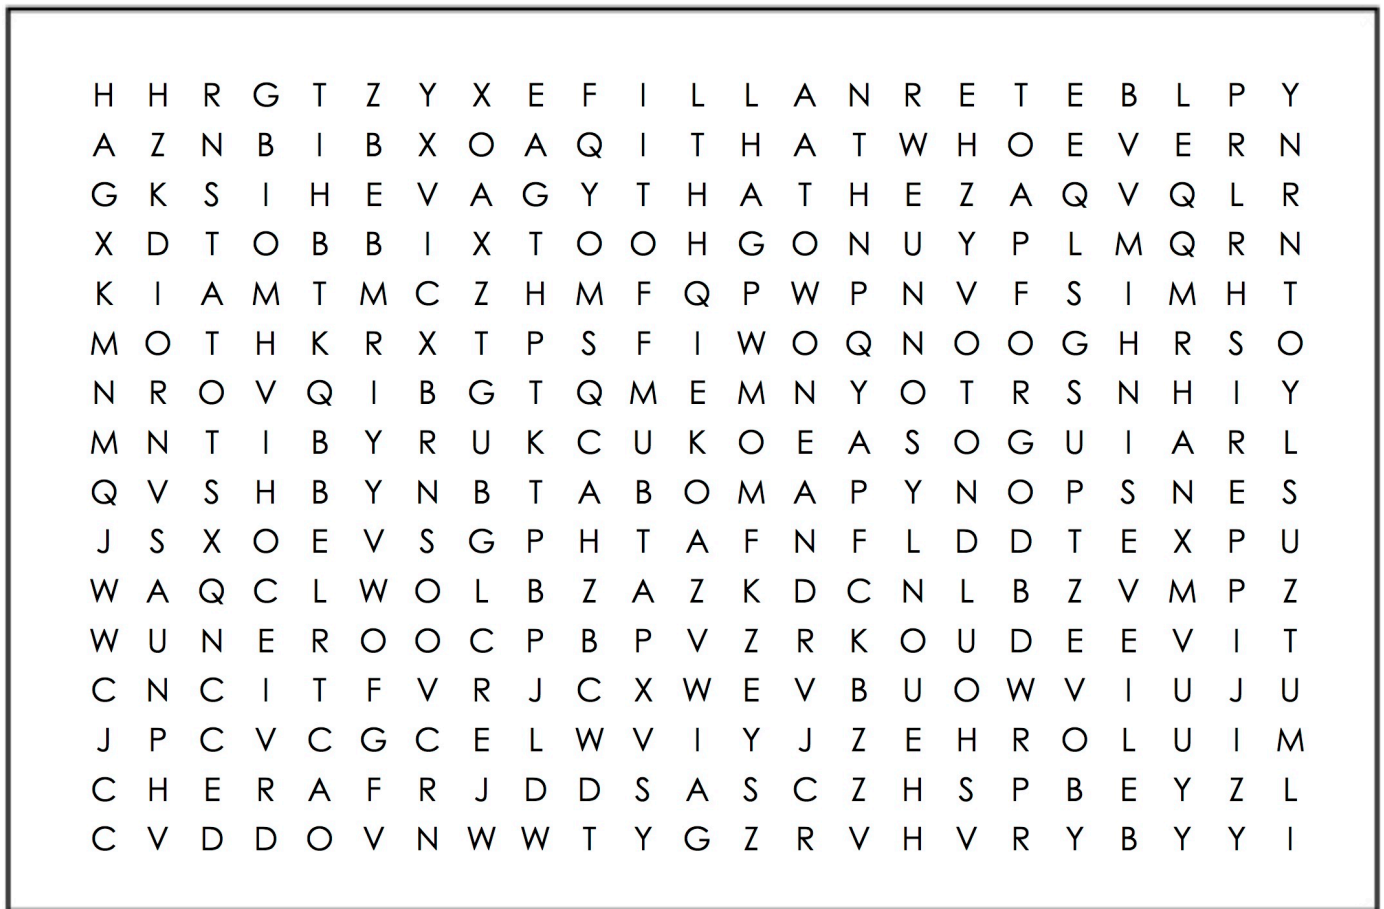 H H R G T Z Y X E F I L L A N R E T E B L P Y
A Z N B I B X O A Q I T H A T W H O E V E R N
G K S I H E V A G Y T H A T H E Z A Q V Q L R
X D T O B B I X T O O H G O N U Y P L M Q R N
K I A M T M C Z H M F Q P W P N V F S I M H T
M O T H K R X T P S F I W O Q N O O G H R S O
N R O V Q I B G T Q M E M N Y O T R S N H I Y
M N T I B Y R U K C U K O E A S O G U I A R L
Q V S H B Y N B T A B O M A P Y N O P S N E S
J S X O E V S G P H T A F N F L D D T E X P U
W A Q C L W O L B Z A Z K D C N L B Z V M P Z
W U N E R O O C P B P V Z R K O U D E E V I T
C N C I T F V R J C X W E V B U O W V I U J U
J P C V C G C E L W V I Y J Z E H R O L U I M
C H E R A F R J D D S A S C Z H S P B E Y Z L
C V D D O V N W W T Y G Z R V H V R Y B Y Y I